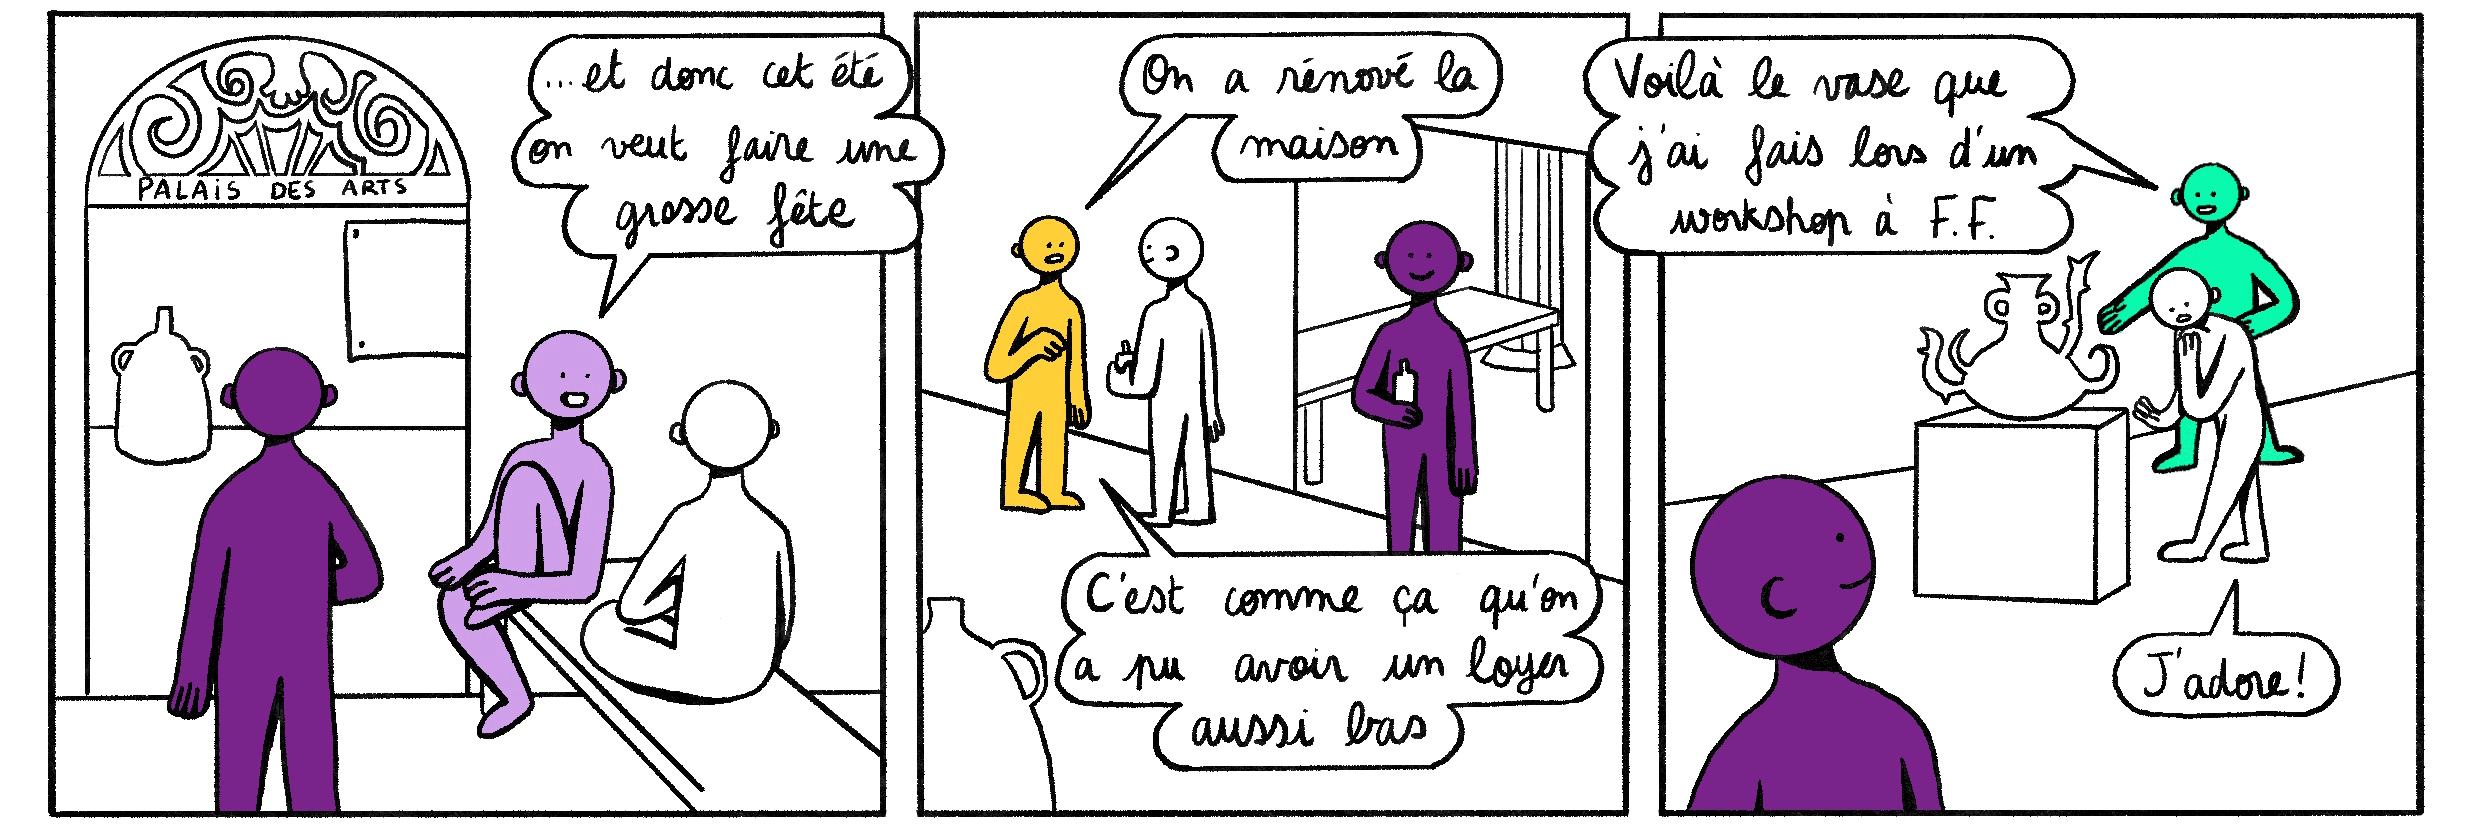 PALAiS DES ARTS
...et donc cet été
on veut faire une
grosse fête
On a rénové la
maison
C'est comme ça qu'on
a pu avoir un loyer
aussi bas
Voilà le vase que
j'ai fais lors d'un
workshop à F.F.
J'adore!